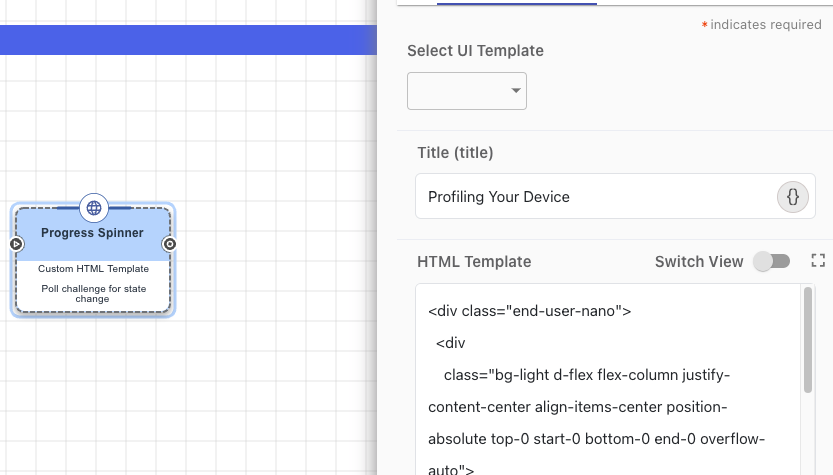 * indicates required
Select UI Template
Title (title)
Profiling Your Device
{}
HTML Template
Switch View
<div class="end-user-nano">
<div
class="bg-light d-flex flex-column justify-
content-center align-items-center position-
absolute top-0 start-0 bottom-0 end-0 overflow-
auto">
Progress Spinner
Custom HTML Template
Poll challenge for state
change